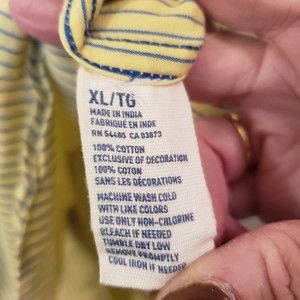 XL/TG
MADE IN INDIA
FABRIQUÉ EN INDE
RN 54485 CA 03873
100% COTTON
EXCLUSIVE OF DECORATION
100% COTON
SANS LES DÉCORATIONS
MACHINE WASH COLD
WITH LIKE COLORS
USE ONLY NON-CHLORINE
BLEACH IF NEEDED
TUMBLE DRY LOW
REMOVE PROMPTLY
COOL IRON IF NEEDED